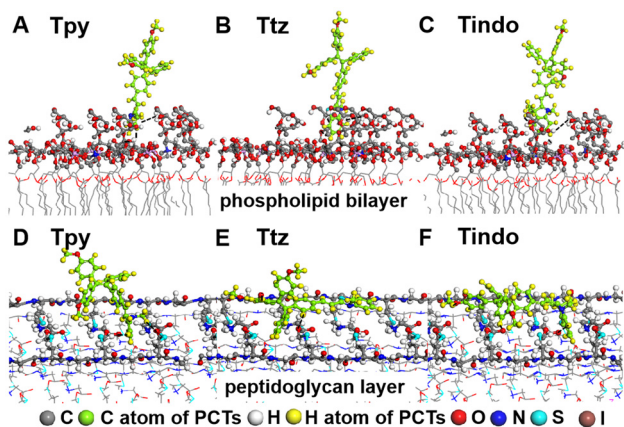 A Tpy B Ttz C Tindo
phospholipid bilayer
D Tpy E Ttz F Tindo
peptidoglycan layer
C C atom of PCTs H H atom of PCTs O N S I